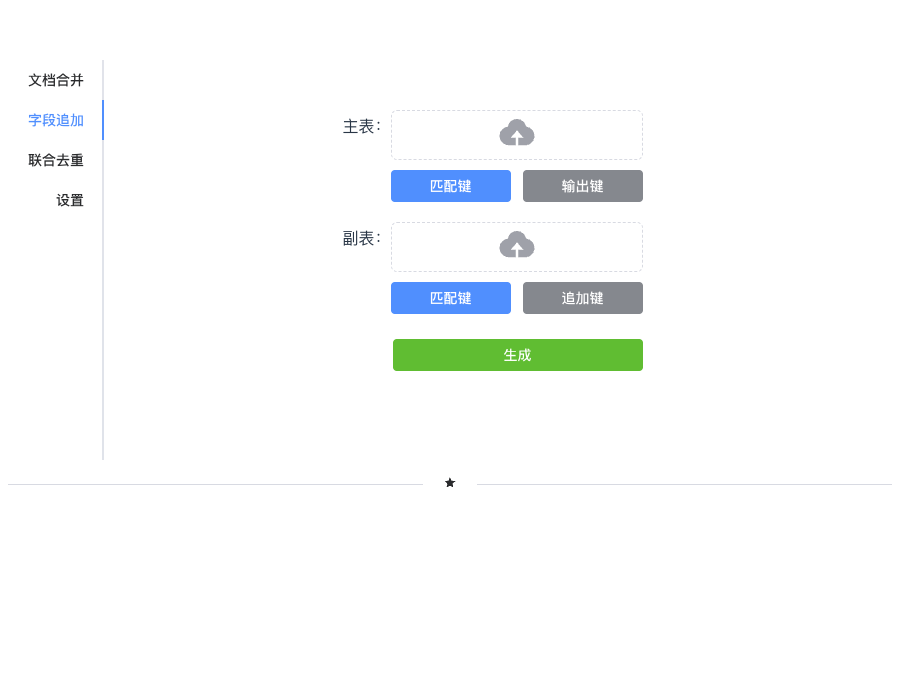 文档合并
字段追加
联合去重
设置
主表：
匹配键 输出键
副表：
匹配键 追加键
生成